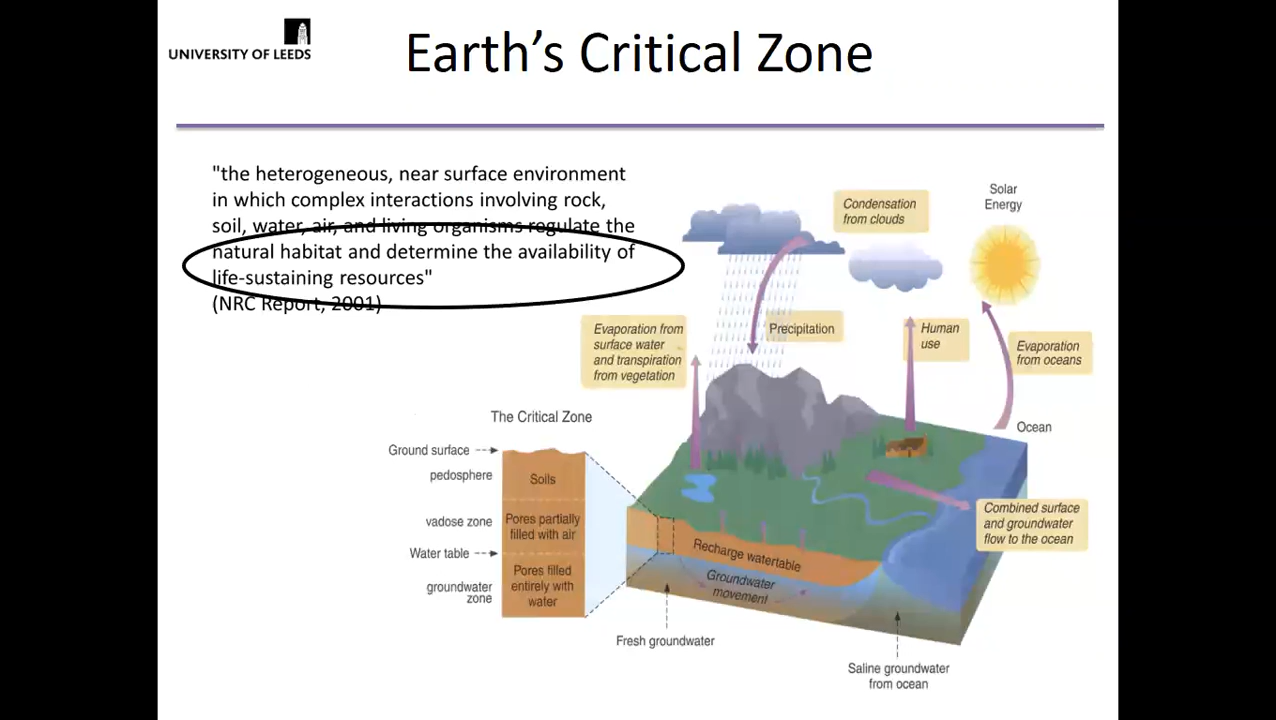 UNIVERSITY OF LEEDS
Earth's Critical Zone
"the heterogeneous, near surface environment
in which complex interactions involving rock,
soil, water, air, and living organisms regulate the
natural habitat and determine the availability of
life-sustaining resources"
(NRC Report, 2001)
Condensation
from clouds
Solar
Energy
Precipitation
Human
use
Evaporation
from oceans
Evaporation from
surface water
and transpiration
from vegetation
Ocean
The Critical Zone
Ground surface
pedosphere
Soils
vadose zone
Pores partially
filled with air
Water table
groundwater
zone
Pores filled
entirely with
water
Recharge watertable
Groundwater
movement
Combined surface
and groundwater
flow to the ocean
Fresh groundwater
Saline groundwater
from ocean